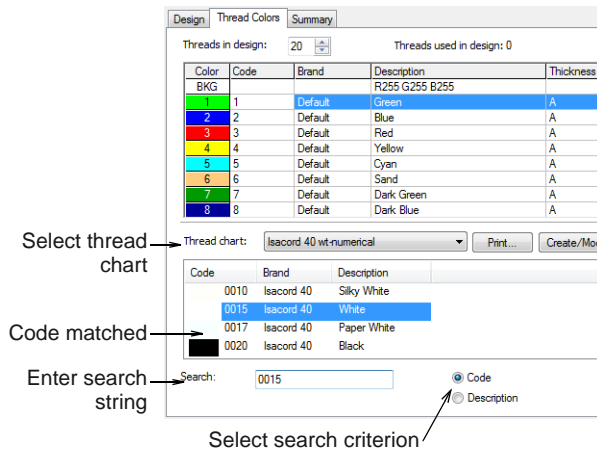 Design Thread Colors Summary
Threads in design: 20 Threads used in design: 0
Color Code Brand Description Thickness
BKG R255 G255 B255
1 1 Default Green A
2 2 Default Blue A
3 3 Default Red A
4 4 Default Yellow A
5 5 Default Cyan A
6 6 Default Sand A
7 7 Default Dark Green A
8 8 Default Dark Blue A
Select thread chart
Thread chart: Isacord 40 wt-numerical Print... Create/Mod
Code Brand Description
0010 Isacord 40 Silky White
0015 Isacord 40 White
Code matched
0017 Isacord 40 Paper White
0020 Isacord 40 Black
Enter search string
Search: 0015 Code
Description
Select search criterion